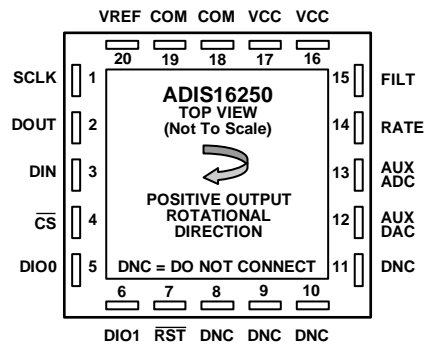 VREF COM COM VCC VCC
20 19 18 17 16
SCLK 1
DOUT 2
DIN 3
CS 4
DIO0 5
ADIS16250
TOP VIEW
(Not To Scale)
POSITIVE OUTPUT
ROTATIONAL
DIRECTION
DNC = DO NOT CONNECT
15 FILT
14 RATE
13 AUX
ADC
12 AUX
DAC
11 DNC
6 7 8 9 10
DIO1 RST DNC DNC DNC